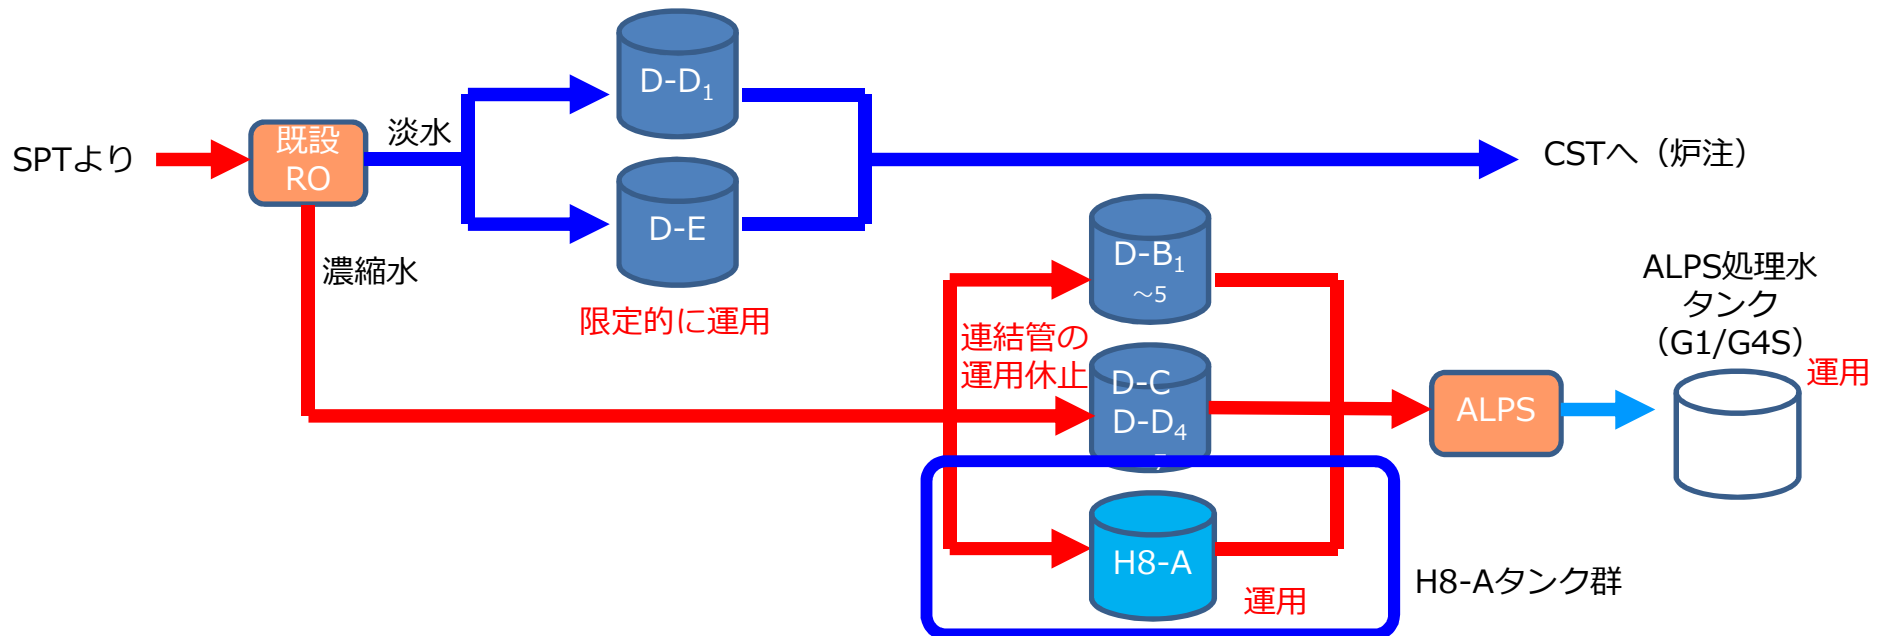 SPTより
既設
RO
淡水
濃縮水
D-D1
D-E
限定的に運用
CSTへ（炉注）
連結管の
運用休止
D-B1
～5
D-C
D-D4
H8-A
運用
H8-Aタンク群
ALPS
ALPS処理水
タンク
（G1/G4S）
運用